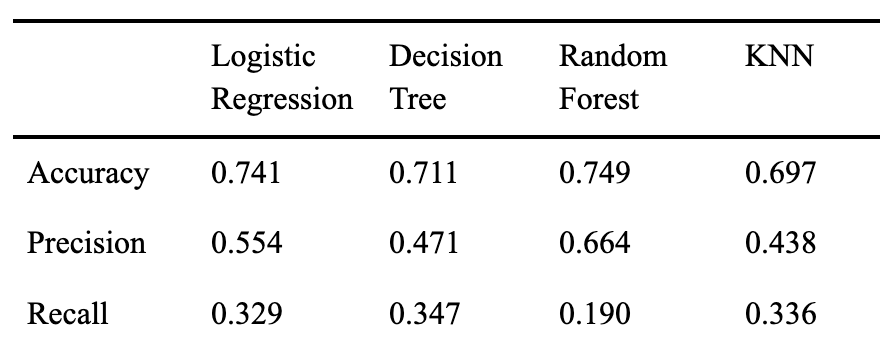 Logistic Regression Decision Tree Random Forest KNN
Accuracy 0.741 0.711 0.749 0.697
Precision 0.554 0.471 0.664 0.438
Recall 0.329 0.347 0.190 0.336